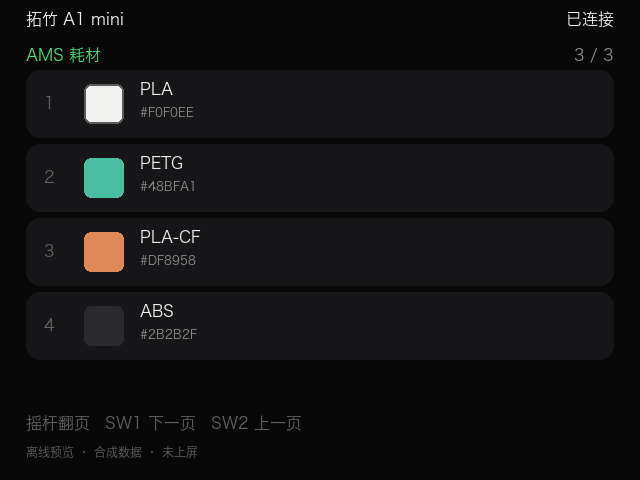 拓竹 A1 mini 已连接
AMS 耗材 3 / 3
1 PLA
#F0F0EE
2 PETG
#48BFA1
3 PLA-CF
#DF8958
4 ABS
#2B2B2F
摇杆翻页 SW1 下一页 SW2 上一页
离线预览 · 合成数据 · 未上屏